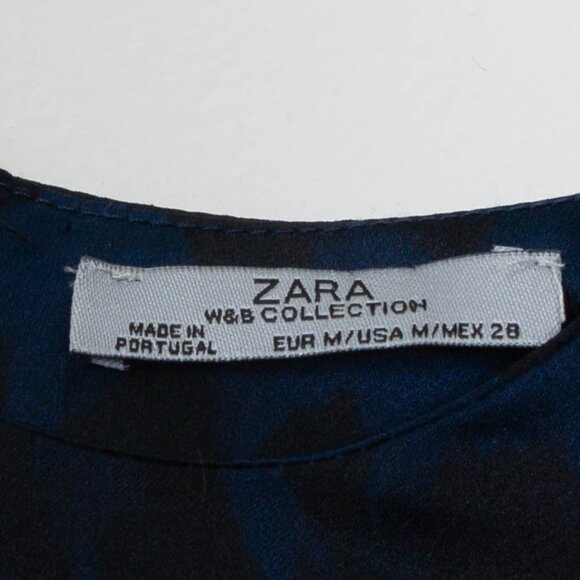 ZARA
W&B COLLECTION
MADE IN
PORTUGAL
EUR M/USA M/MEX 28